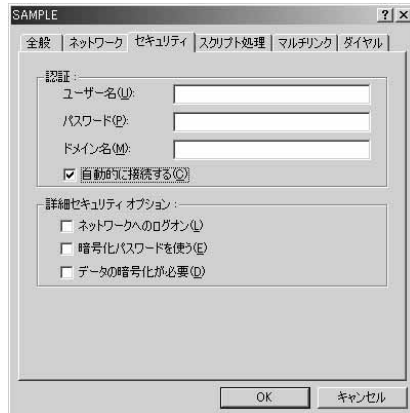 SAMPLE
全般 ネットワーク セキュリティ スクリプト処理 マルチリンク ダイヤル
認証：
ユーザー名(U):
パスワード(P):
ドメイン名(M):
自動的に接続する(C)
詳細セキュリティ オプション：
ネットワークへのログオン(L)
暗号化パスワードを使う(E)
データの暗号化が必要(D)
OK キャンセル